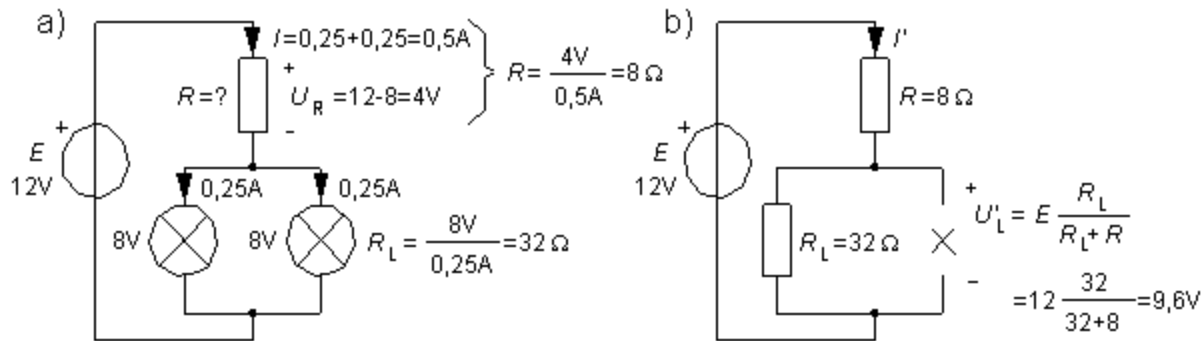 a)
I=0,25+0,25=0,5A
R=?
+
U_R =12-8=4V
-
R= 4V/0,5A =8 Ω
+
E
12V
0,25A
0,25A
8V
8V
R_L = 8V/0,25A =32 Ω
b)
I'
R=8 Ω
+
E
12V
R_L =32 Ω
+
U'_L = E R_L/(R_L+R)
-
=12 32/(32+8) =9,6V